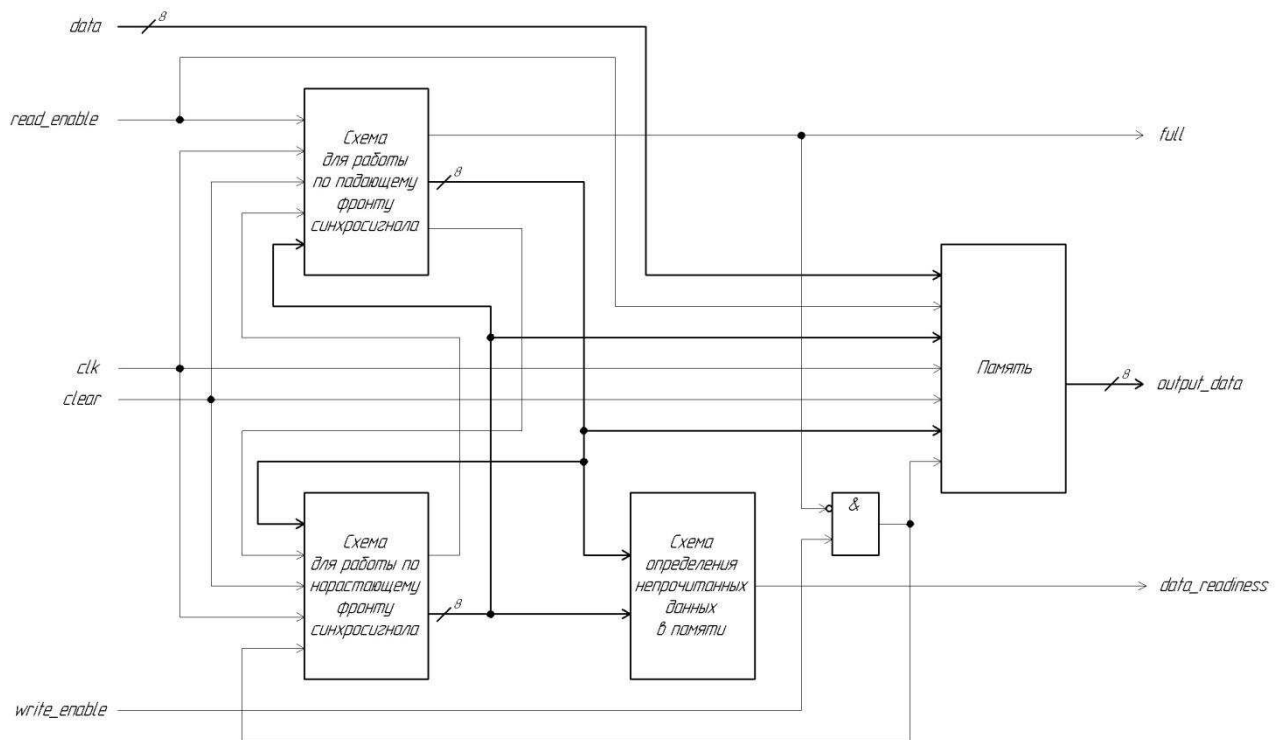 data
8
read_enable
Схема
для работы
по падающему
фронту
синхросигнала
8
full
clk
clear
Память
8
output_data
Схема
для работы по
нарастающему
фронту
синхросигнала
8
Схема
определения
непрочитанных
данных
в памяти
&
data_readiness
write_enable